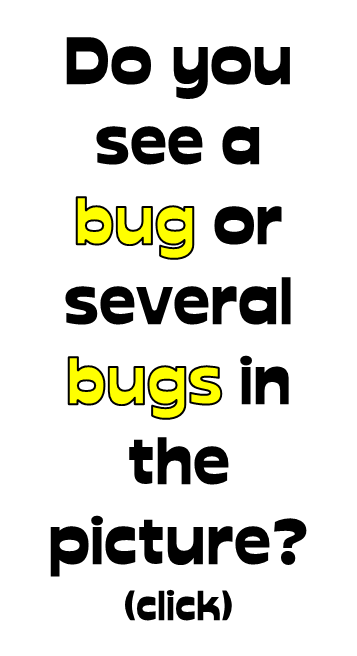 Do you
see a
bug or
several
bugs in
the
picture?
(click)